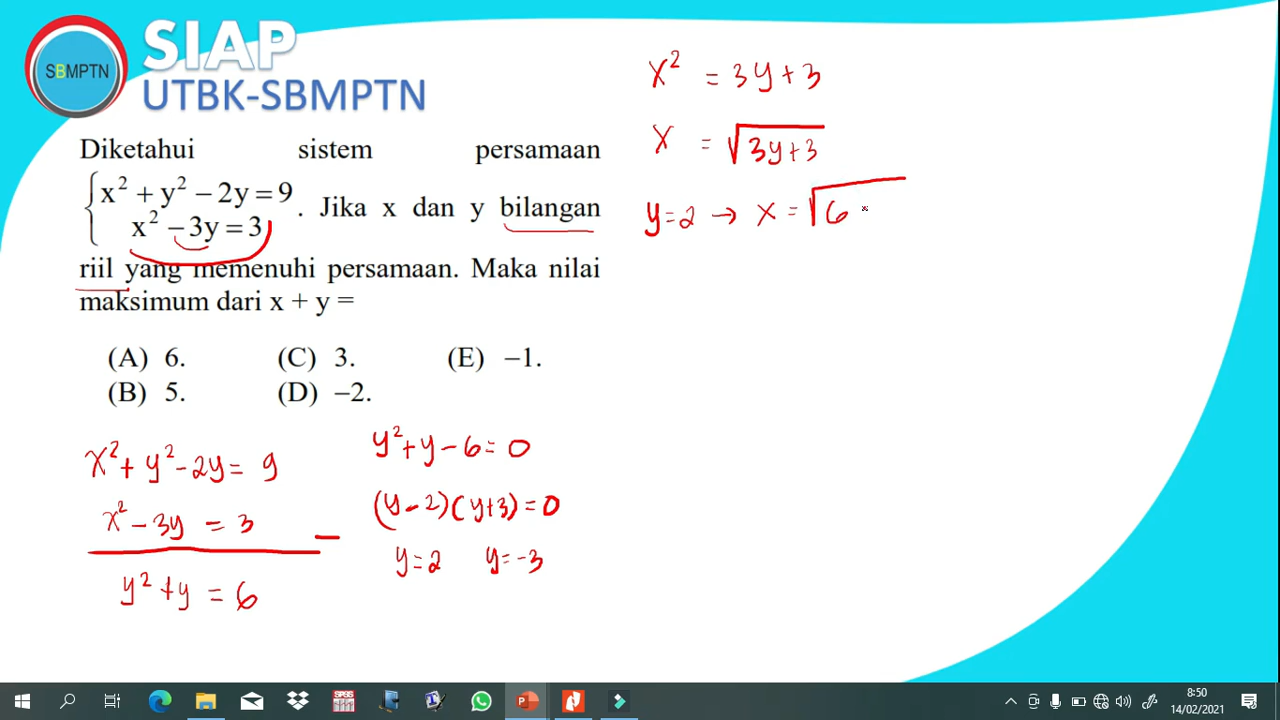 SBMPTN
SIAP
UTBK-SBMPTN
Diketahui sistem persamaan
{x² + y² − 2y = 9
x² − 3y = 3 . Jika x dan y bilangan
riil yang memenuhi persamaan. Maka nilai
maksimum dari x + y =
(A) 6. (C) 3. (E) −1.
(B) 5. (D) −2.
x² + y² - 2y = 9
x² - 3y = 3 −
y² + y = 6
y² + y − 6 = 0
(y − 2)(y + 3) = 0
y = 2 y = -3
x² = 3y + 3
x = √3y + 3
y = 2 → x = √6
SPSS
8:50
14/02/2021